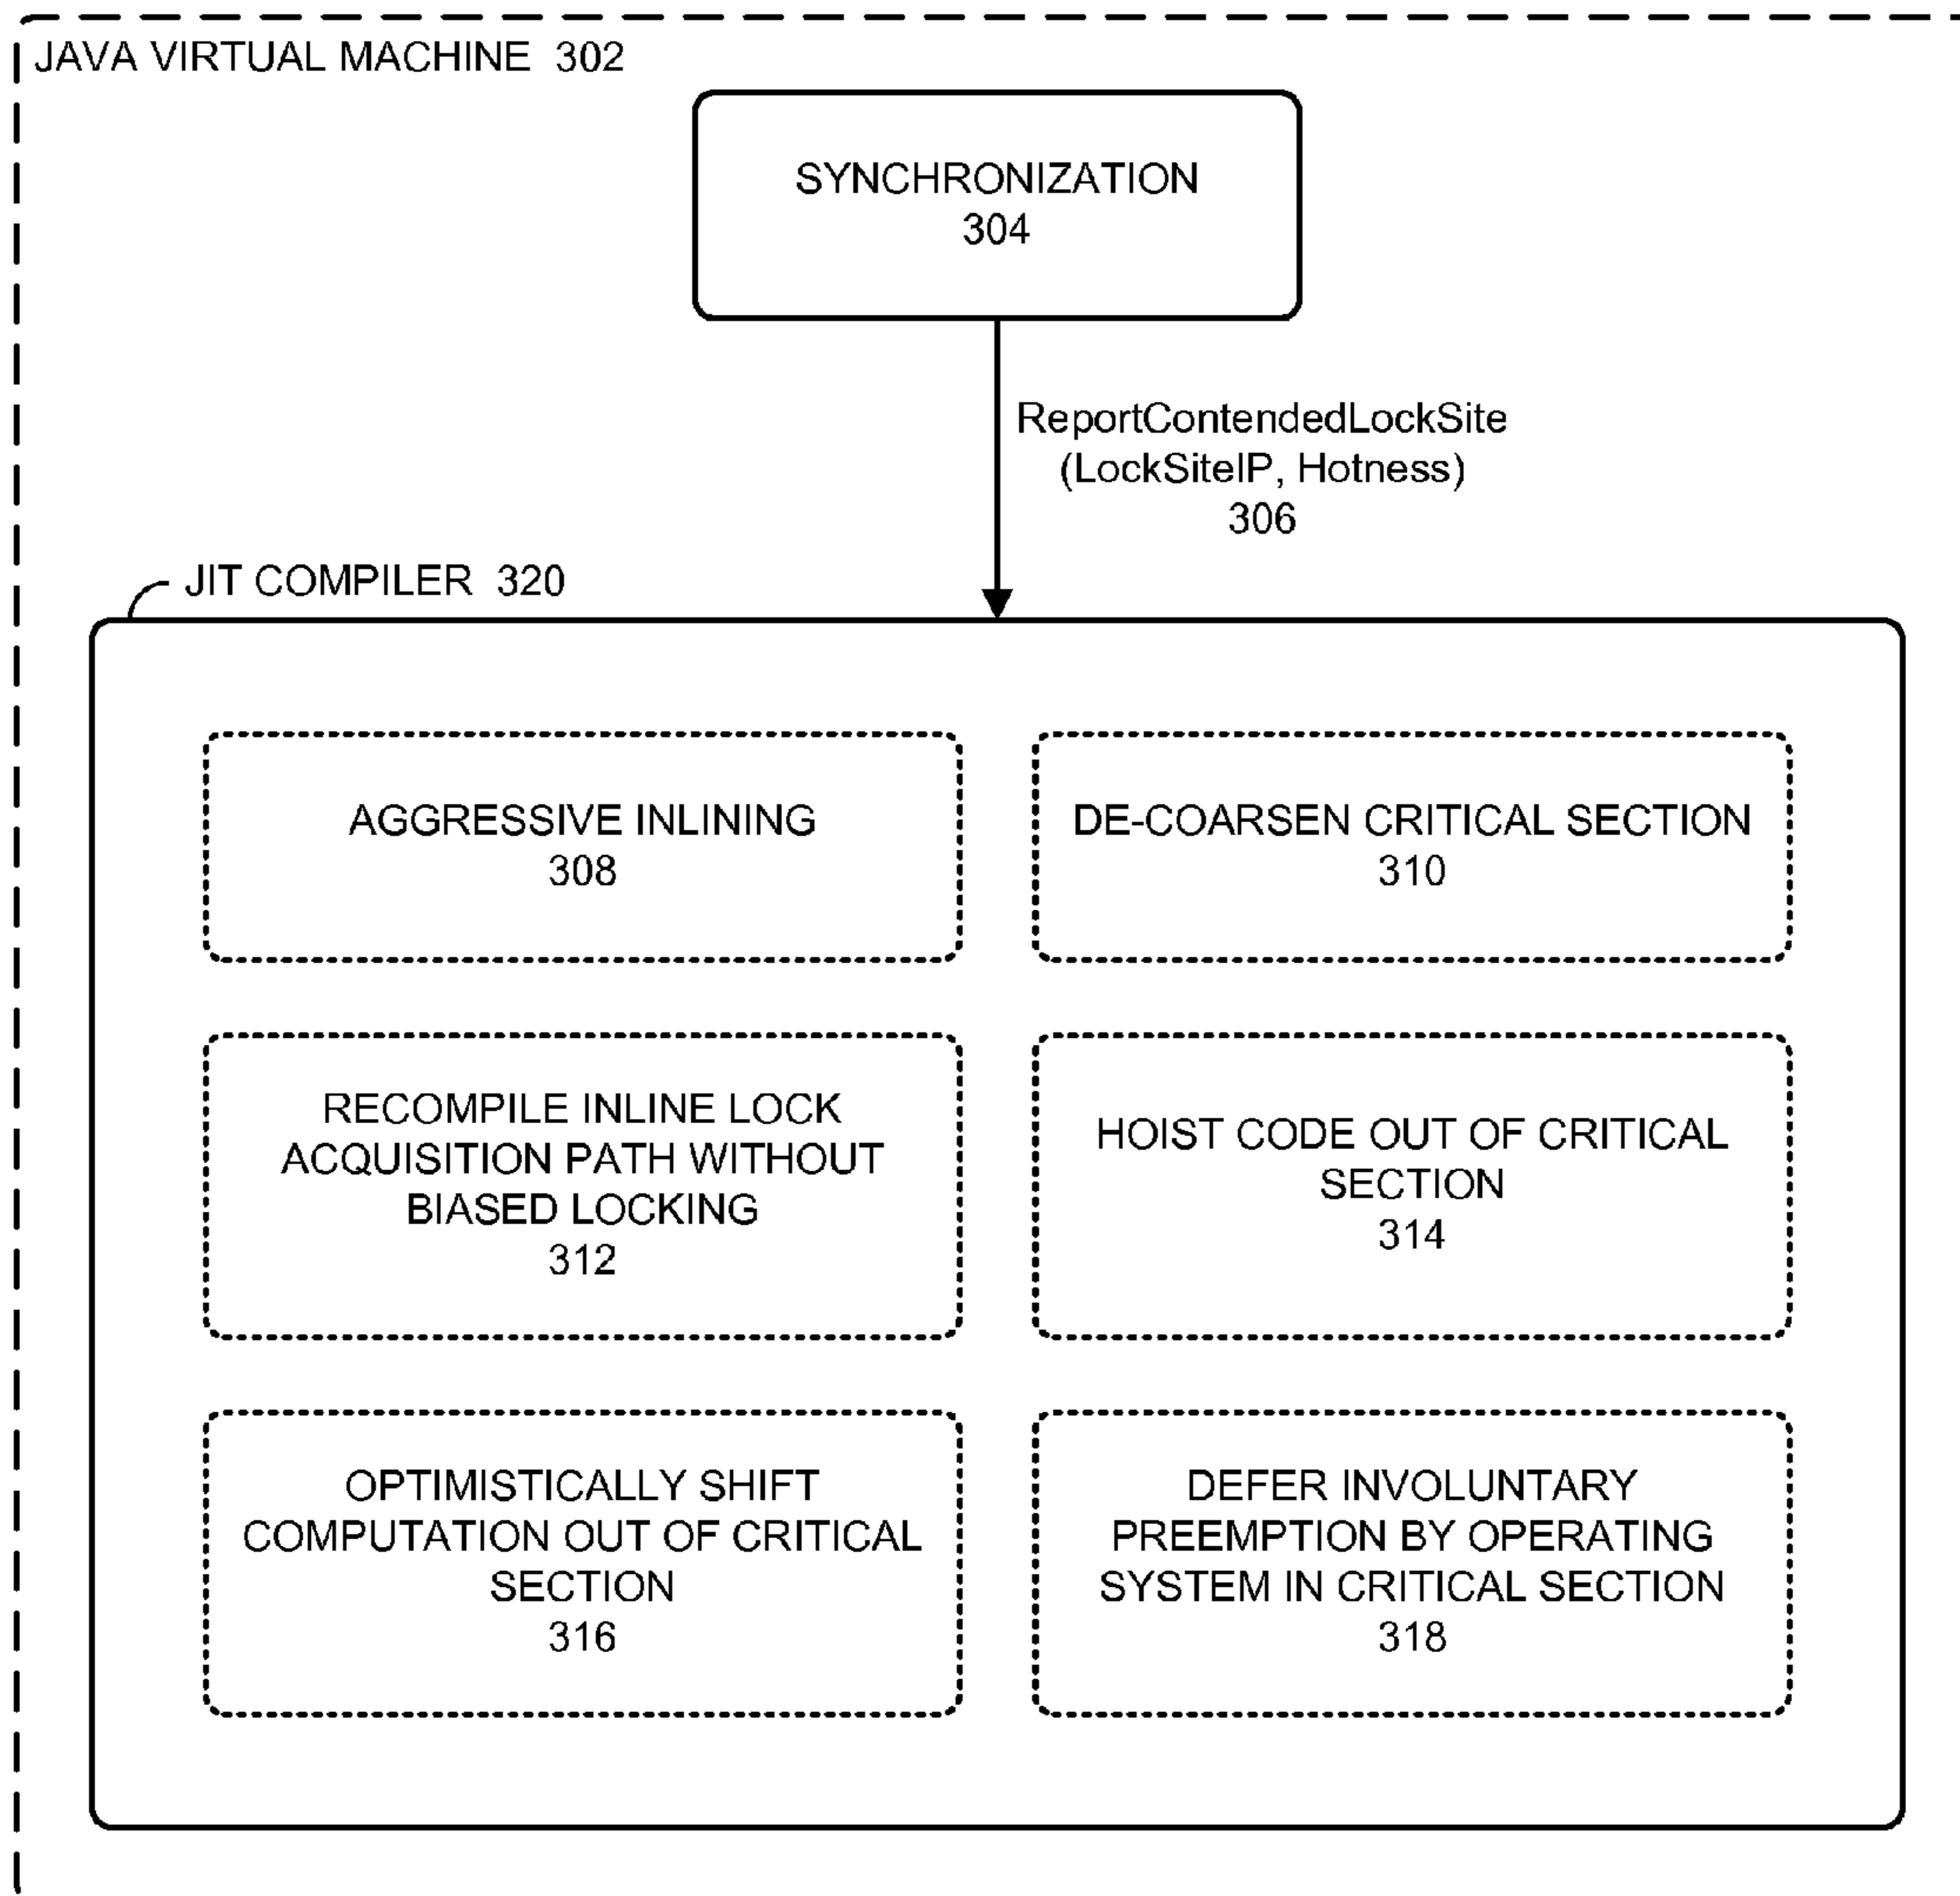 JAVA VIRTUAL MACHINE 302
SYNCHRONIZATION
304
ReportContendedLockSite
(LockSiteIP, Hotness)
306
JIT COMPILER 320
AGGRESSIVE INLINING
308
DE-COARSEN CRITICAL SECTION
310
RECOMPILE INLINE LOCK
ACQUISITION PATH WITHOUT
BIASED LOCKING
312
HOIST CODE OUT OF CRITICAL
SECTION
314
OPTIMISTICALLY SHIFT
COMPUTATION OUT OF CRITICAL
SECTION
316
DEFER INVOLUNTARY
PREEMPTION BY OPERATING
SYSTEM IN CRITICAL SECTION
318